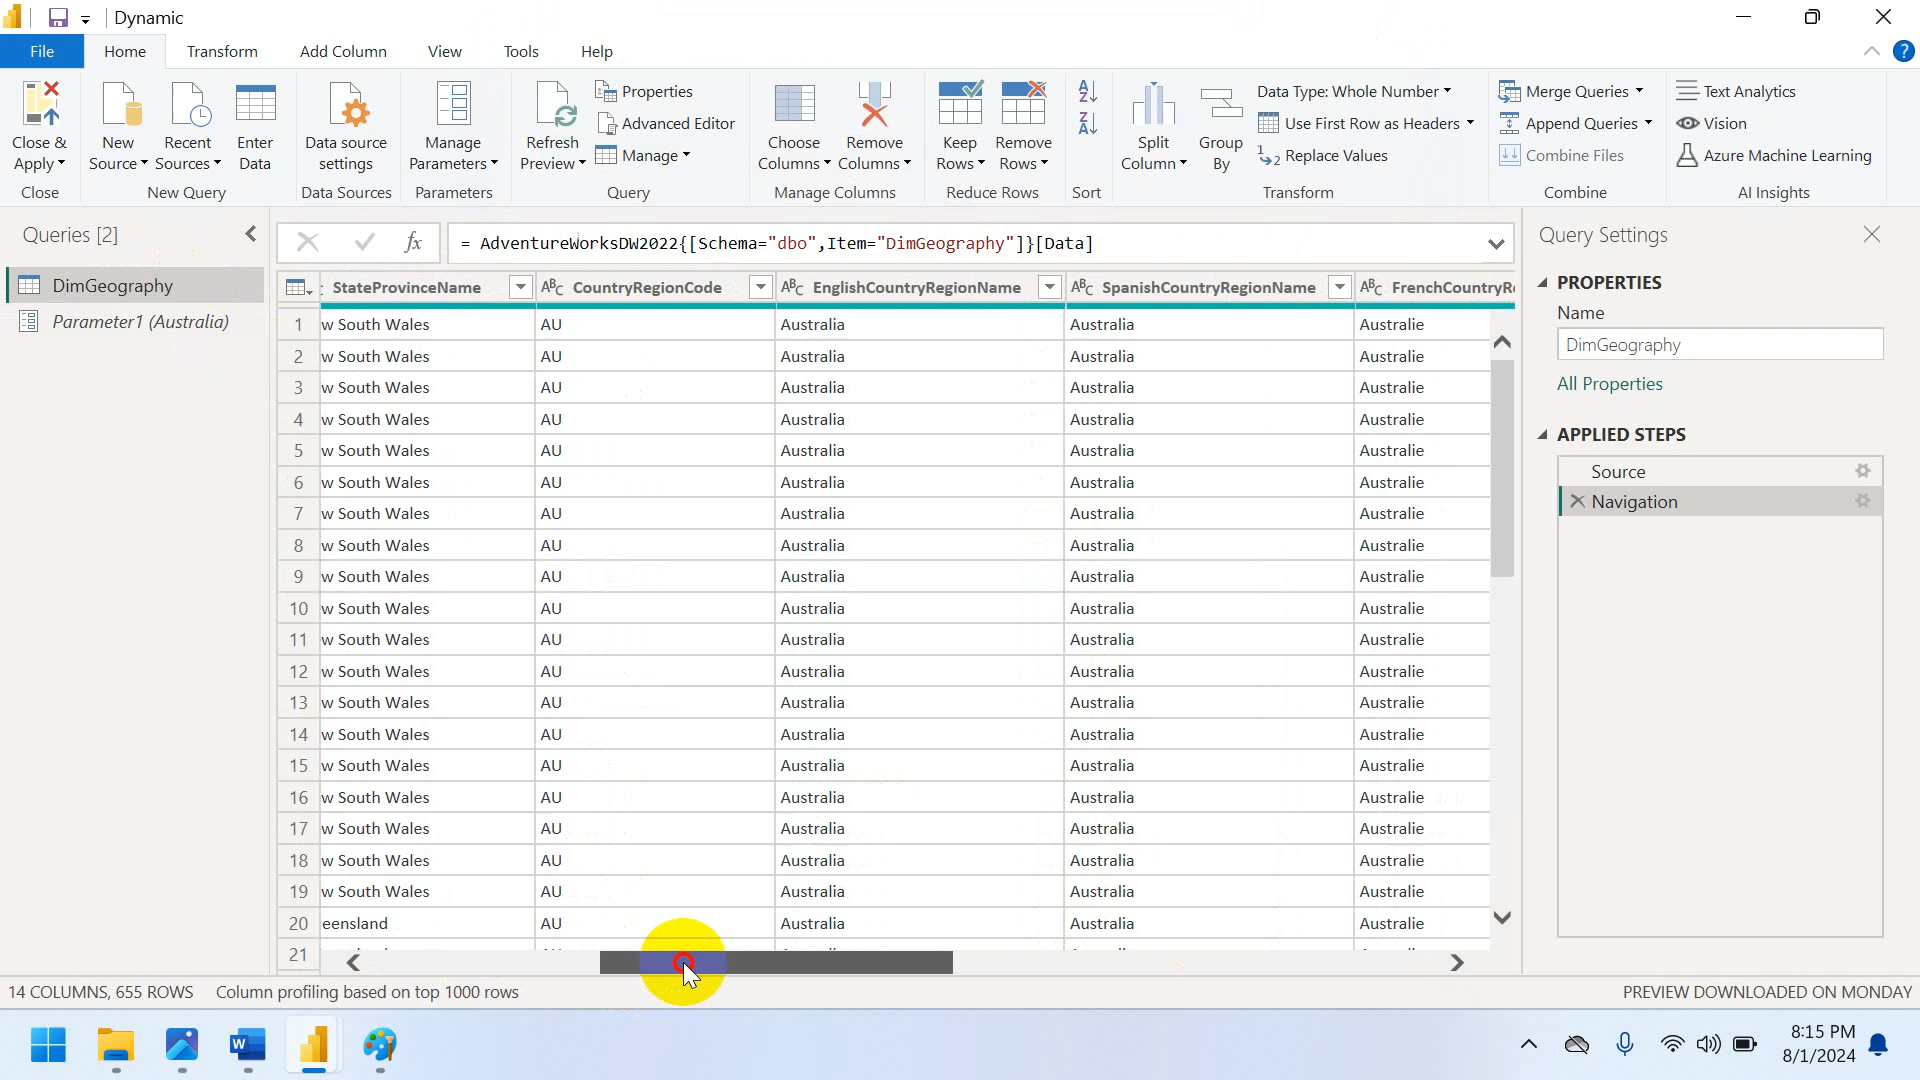 Dynamic
File Home Transform Add Column View Tools Help
Close & Apply
New Source
Recent Sources
Enter Data
Data source settings
Manage Parameters
Refresh Preview
Properties
Advanced Editor
Manage
Choose Columns
Remove Columns
Keep Rows
Remove Rows
Split Column
Group By
Data Type: Whole Number
Use First Row as Headers
Replace Values
Merge Queries
Append Queries
Combine Files
Text Analytics
Vision
Azure Machine Learning
Close New Query Data Sources Parameters Query Manage Columns Reduce Rows Sort Transform Combine AI Insights
Queries [2]
DimGeography
Parameter1 (Australia)
fx = AdventureWorksDW2022{[Schema="dbo",Item="DimGeography"]}[Data]
StateProvinceName ABC CountryRegionCode ABC EnglishCountryRegionName ABC SpanishCountryRegionName ABC FrenchCountryRe
1 w South Wales AU Australia Australia Australie
2 w South Wales AU Australia Australia Australie
3 w South Wales AU Australia Australia Australie
4 w South Wales AU Australia Australia Australie
5 w South Wales AU Australia Australia Australie
6 w South Wales AU Australia Australia Australie
7 w South Wales AU Australia Australia Australie
8 w South Wales AU Australia Australia Australie
9 w South Wales AU Australia Australia Australie
10 w South Wales AU Australia Australia Australie
11 w South Wales AU Australia Australia Australie
12 w South Wales AU Australia Australia Australie
13 w South Wales AU Australia Australia Australie
14 w South Wales AU Australia Australia Australie
15 w South Wales AU Australia Australia Australie
16 w South Wales AU Australia Australia Australie
17 w South Wales AU Australia Australia Australie
18 w South Wales AU Australia Australia Australie
19 w South Wales AU Australia Australia Australie
20 eensland AU Australia Australia Australie
21
Query Settings
PROPERTIES
Name
DimGeography
All Properties
APPLIED STEPS
Source
Navigation
14 COLUMNS, 655 ROWS Column profiling based on top 1000 rows PREVIEW DOWNLOADED ON MONDAY
8:15 PM
8/1/2024